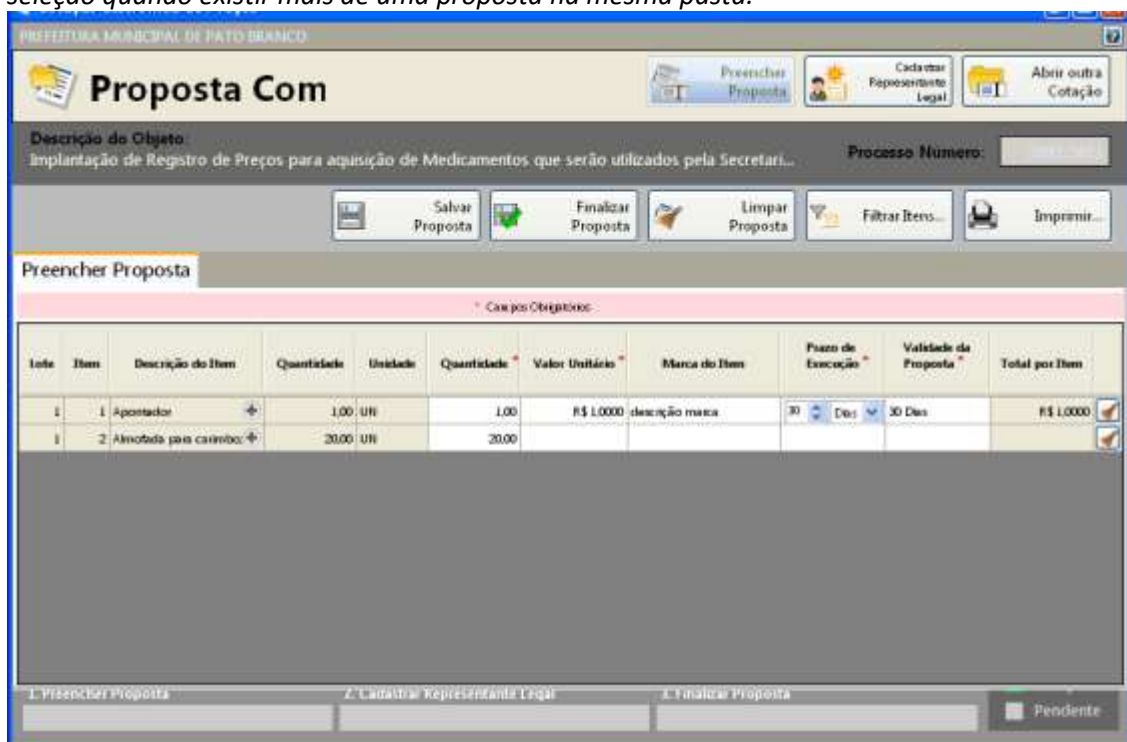 seleção quando existir mais de uma proposta na mesma pasta.
PREFEITURA MUNICIPAL DE PATO BRANCO
Proposta Com
Preencher Proposta
Cadastrar Representante Legal
Abrir outra Cotação
Descrição do Objeto:
Implantação de Registro de Preços para aquisição de Medicamentos que serão utilizados pela Secretari...
Processo Número:
Salvar Proposta
Finalizar Proposta
Limpar Proposta
Filtrar Itens...
Imprimir...
Preencher Proposta
* Campos Obrigatórios
Lote Item Descrição do Item Quantidade Unidade Quantidade * Valor Unitário * Marca do Item Prazo de Execução * Validade da Proposta * Total por Item
1 1 Apontador + 1,00 UN 1,00 R$ 1,0000 descrição marca 30 Dias 30 Dias R$ 1,0000
1 2 Almofada para carimbo: + 20,00 UN 20,00
1. Preencher Proposta 2. Cadastrar Representante Legal 3. Finalizar Proposta
Pendente